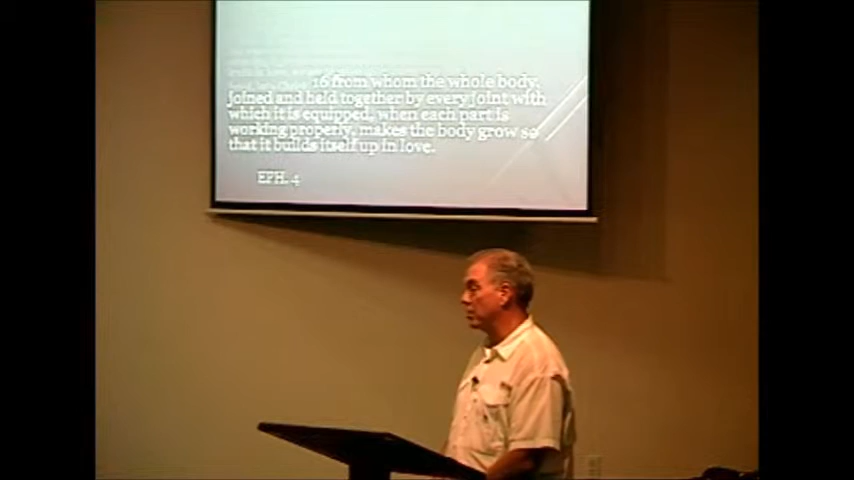 16 from whom the whole body,
joined and held together by every joint with
which it is equipped, when each part is
working properly, makes the body grow so
that it builds itself up in love.
EPH. 4